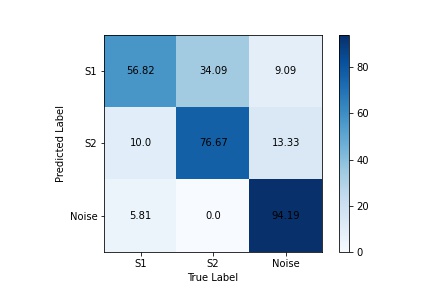 S1 56.82 34.09 9.09
S2 10.0 76.67 13.33
Noise 5.81 0.0 94.19
S1 S2 Noise
True Label
Predicted Label
80
60
40
20
0